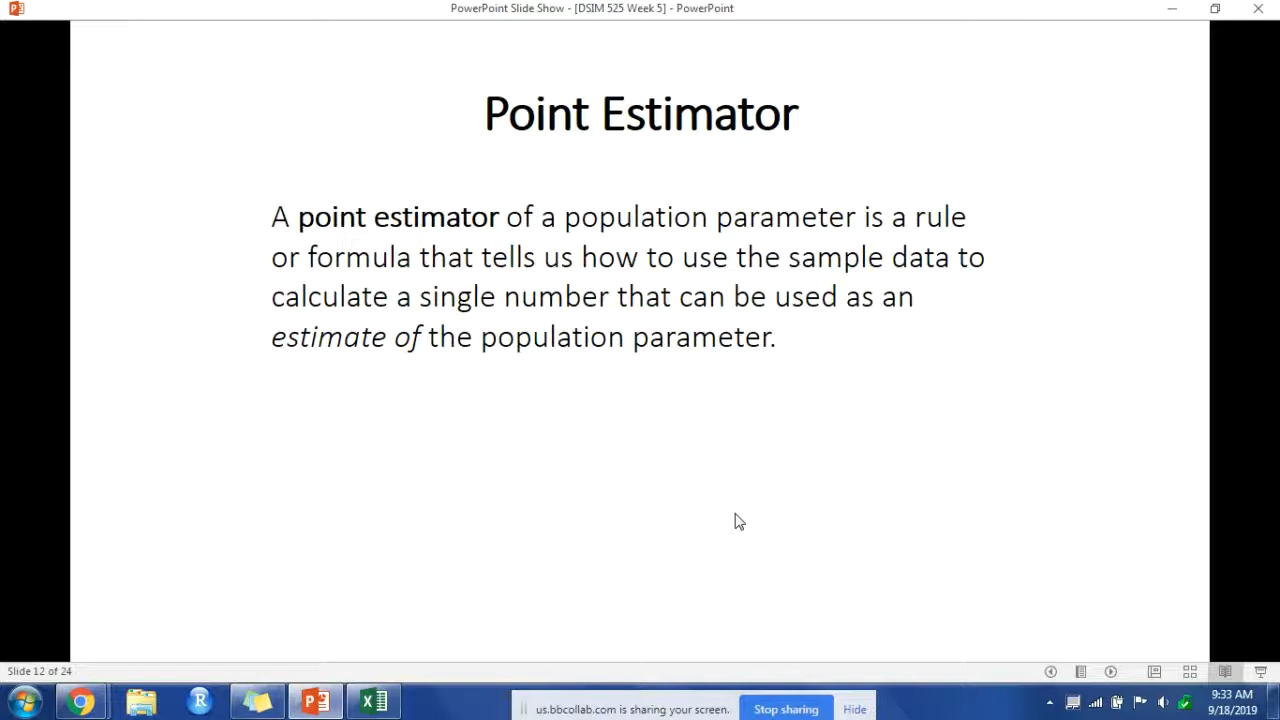 PowerPoint Slide Show - [DSIM 525 Week 5] - PowerPoint
Point Estimator
A point estimator of a population parameter is a rule
or formula that tells us how to use the sample data to
calculate a single number that can be used as an
estimate of the population parameter.
Slide 12 of 24
us.bbcollab.com is sharing your screen.
Stop sharing
Hide
9:33 AM
9/18/2019